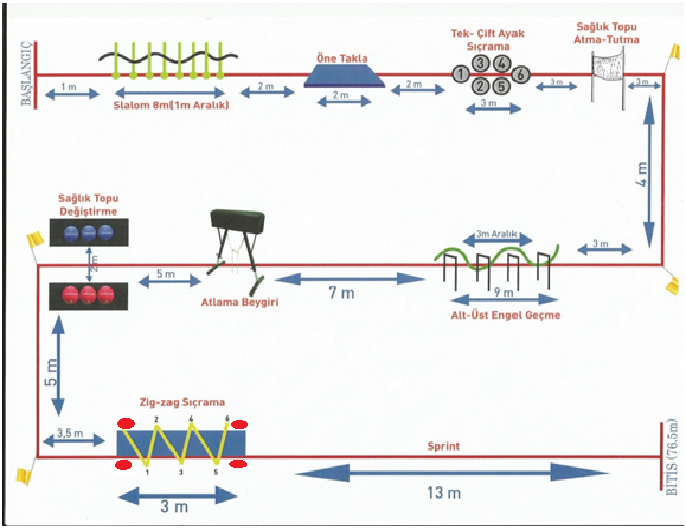 BAŞLANGIÇ
1 m
Slalom 8m(1m Aralık)
2 m
Öne Takla
2 m
2 m
Tek- Çift Ayak
Sıçrama
1
3
4
2
5
6
3 m
3 m
Sağlık Topu
Atma-Tutma
3 m
4 m
Sağlık Topu
Değiştirme
2m
5 m
Atlama Beygiri
7 m
3m Aralık
9 m
Alt-Üst Engel Geçme
3 m
5 m
3,5 m
Zig-zag Sıçrama
2
4
6
1
3
5
3 m
Sprint
13 m
BİTİŞ (76.5m)